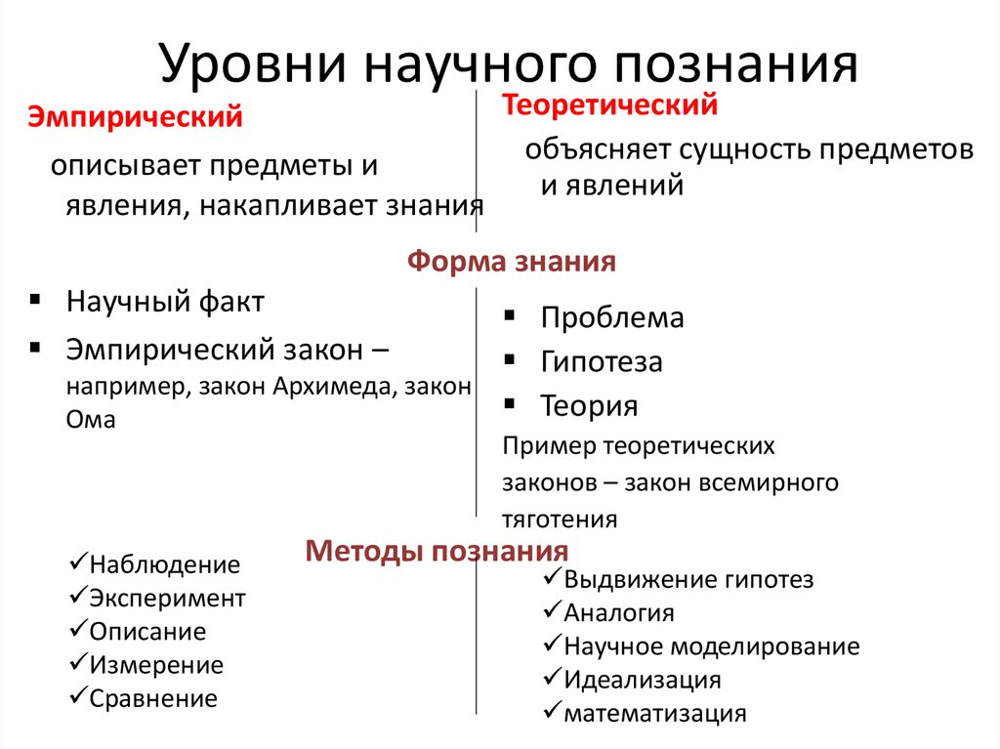 Уровни научного познания
Эмпирический
описывает предметы и
явления, накапливает знания
Теоретический
объясняет сущность предметов
и явлений
Форма знания
▪ Научный факт
▪ Эмпирический закон –
например, закон Архимеда, закон
Ома
▪ Проблема
▪ Гипотеза
▪ Теория
Пример теоретических
законов – закон всемирного
тяготения
Методы познания
✓Наблюдение
✓Эксперимент
✓Описание
✓Измерение
✓Сравнение
✓Выдвижение гипотез
✓Аналогия
✓Научное моделирование
✓Идеализация
✓математизация